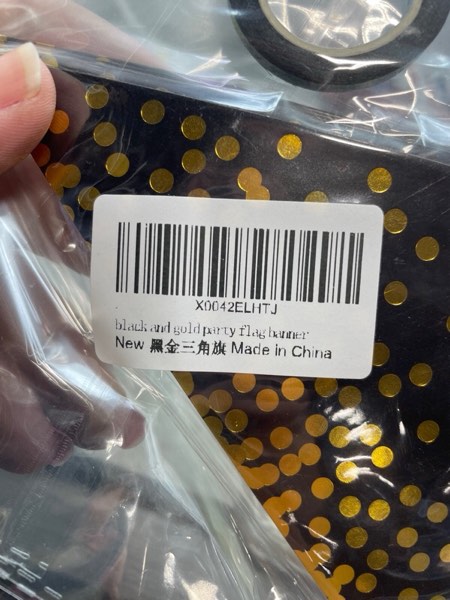 X0042ELHTJ
black and gold party flag banner
New 黑金三角旗 Made in China